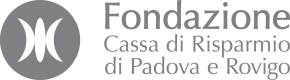 Fondazione
Cassa di Risparmio
di Padova e Rovigo